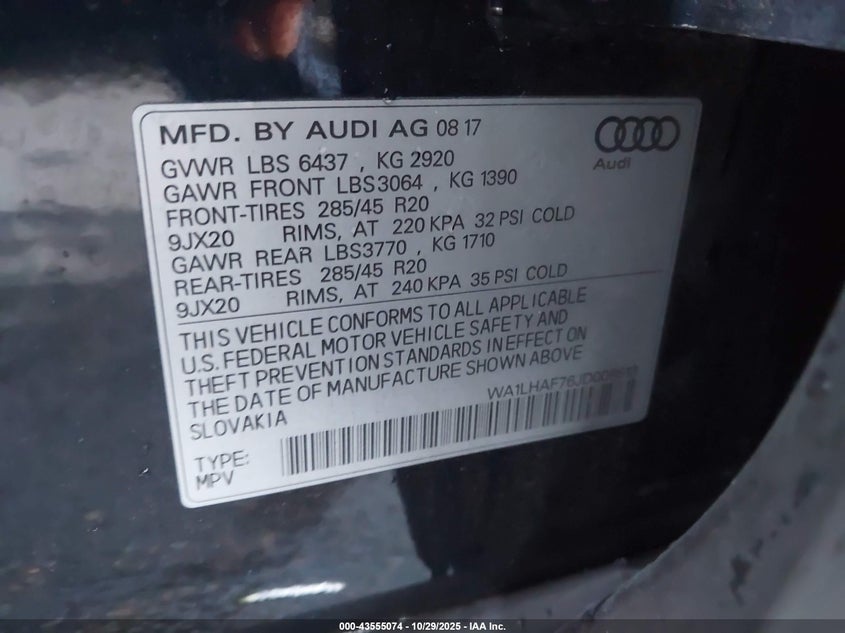 MFD. BY AUDI AG 08 17
Audi
GVWR LBS 6437 , KG 2920
GAWR FRONT LBS3064 , KG 1390
FRONT-TIRES 285/45 R20
9JX20 RIMS, AT 220 KPA 32 PSI COLD
GAWR REAR LBS3770 , KG 1710
REAR-TIRES 285/45 R20
9JX20 RIMS, AT 240 KPA 35 PSI COLD
THIS VEHICLE CONFORMS TO ALL APPLICABLE
U.S. FEDERAL MOTOR VEHICLE SAFETY AND
THEFT PREVENTION STANDARDS IN EFFECT ON
THE DATE OF MANUFACTURE SHOWN ABOVE
SLOVAKIA
TYPE:
MPV
000-43555074 | 10/29/2025 - IAA Inc.